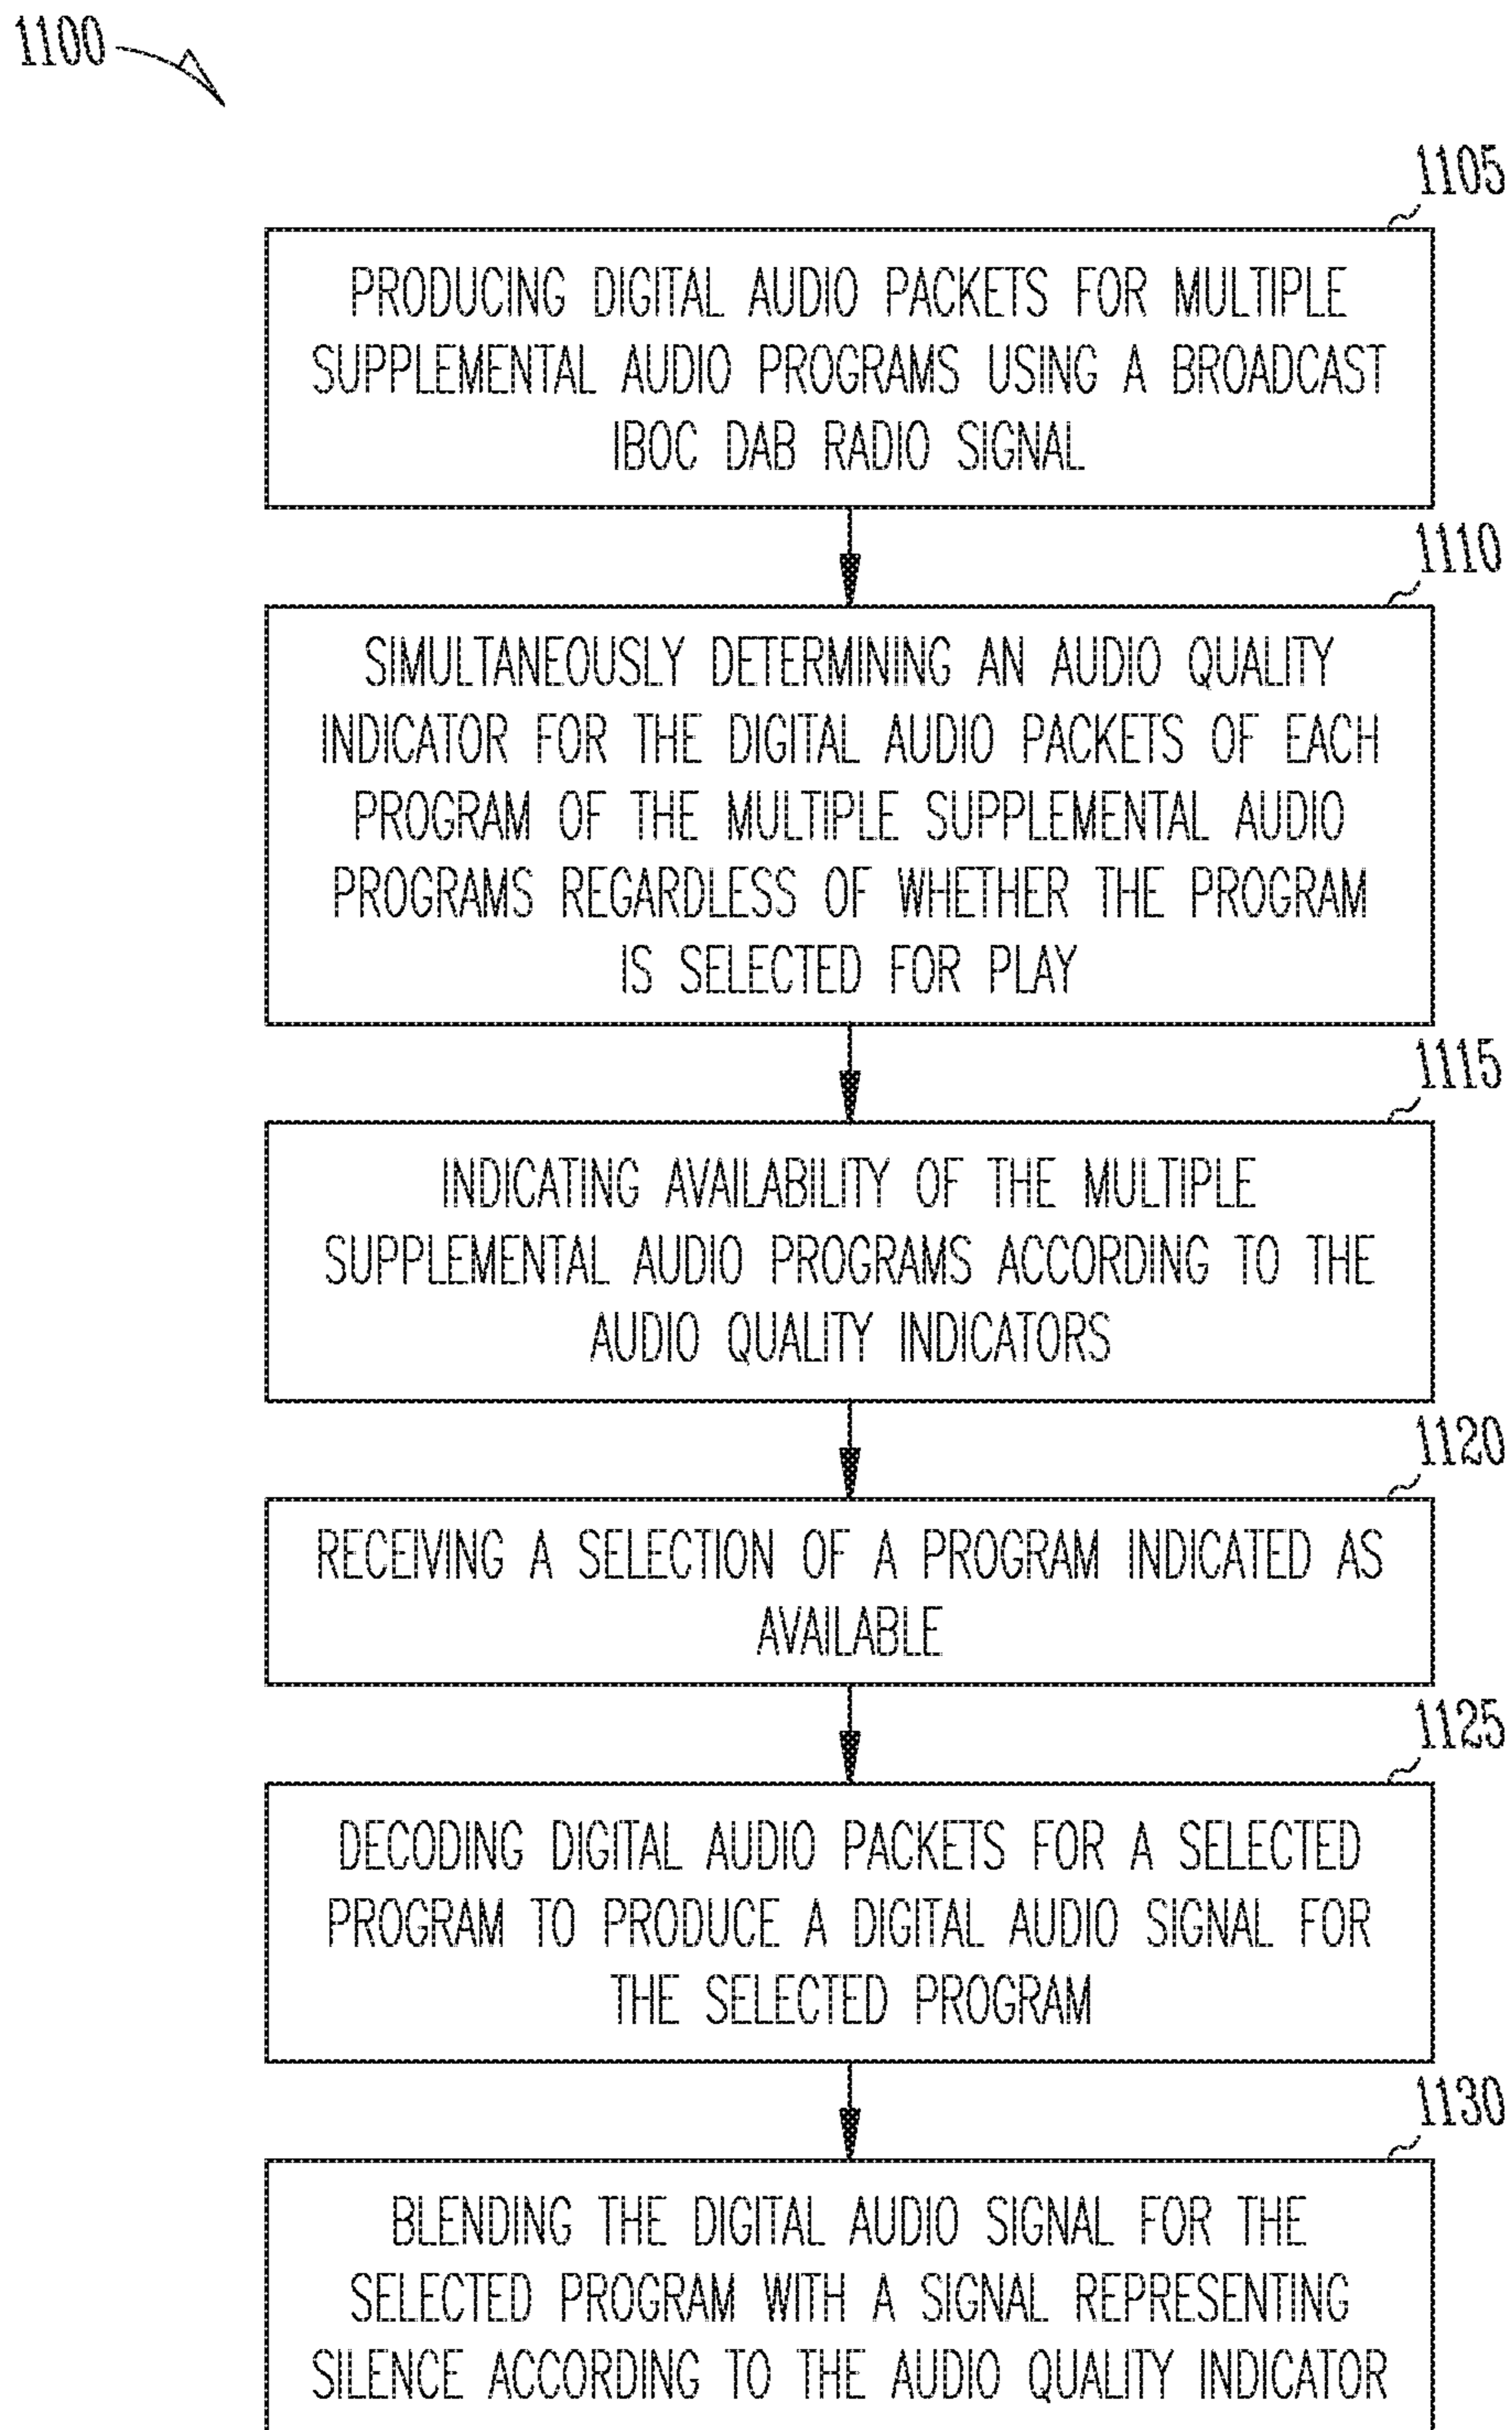 1100
1105
PRODUCING DIGITAL AUDIO PACKETS FOR MULTIPLE
SUPPLEMENTAL AUDIO PROGRAMS USING A BROADCAST
IBOC DAB RADIO SIGNAL
1110
SIMULTANEOUSLY DETERMINING AN AUDIO QUALITY
INDICATOR FOR THE DIGITAL AUDIO PACKETS OF EACH
PROGRAM OF THE MULTIPLE SUPPLEMENTAL AUDIO
PROGRAMS REGARDLESS OF WHETHER THE PROGRAM
IS SELECTED FOR PLAY
1115
INDICATING AVAILABILITY OF THE MULTIPLE
SUPPLEMENTAL AUDIO PROGRAMS ACCORDING TO THE
AUDIO QUALITY INDICATORS
1120
RECEIVING A SELECTION OF A PROGRAM INDICATED AS
AVAILABLE
1125
DECODING DIGITAL AUDIO PACKETS FOR A SELECTED
PROGRAM TO PRODUCE A DIGITAL AUDIO SIGNAL FOR
THE SELECTED PROGRAM
1130
BLENDING THE DIGITAL AUDIO SIGNAL FOR THE
SELECTED PROGRAM WITH A SIGNAL REPRESENTING
SILENCE ACCORDING TO THE AUDIO QUALITY INDICATOR